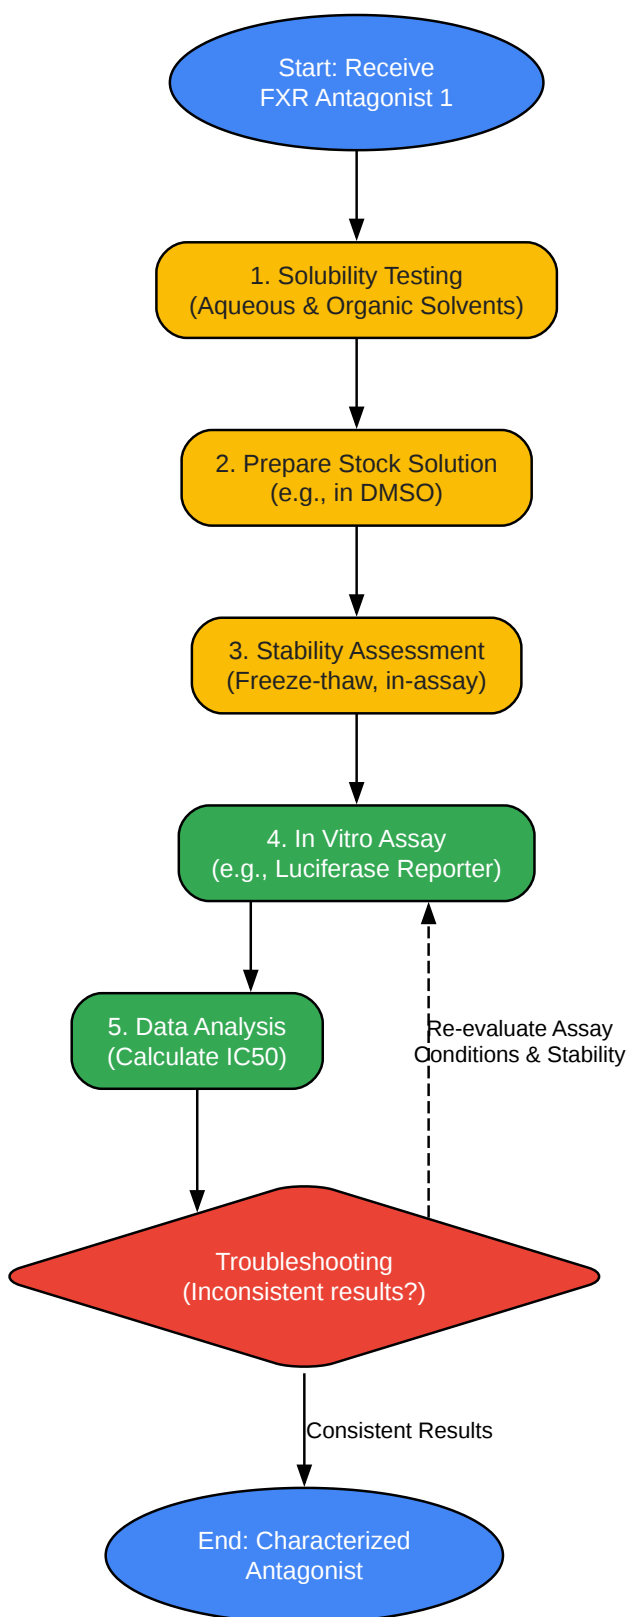 Start: Receive
FXR Antagonist 1
1. Solubility Testing
(Aqueous & Organic Solvents)
2. Prepare Stock Solution
(e.g., in DMSO)
3. Stability Assessment
(Freeze-thaw, in-assay)
4. In Vitro Assay
(e.g., Luciferase Reporter)
5. Data Analysis
(Calculate IC50)
Re-evaluate Assay
Conditions & Stability
Troubleshooting
(Inconsistent results?)
Consistent Results
End: Characterized
Antagonist